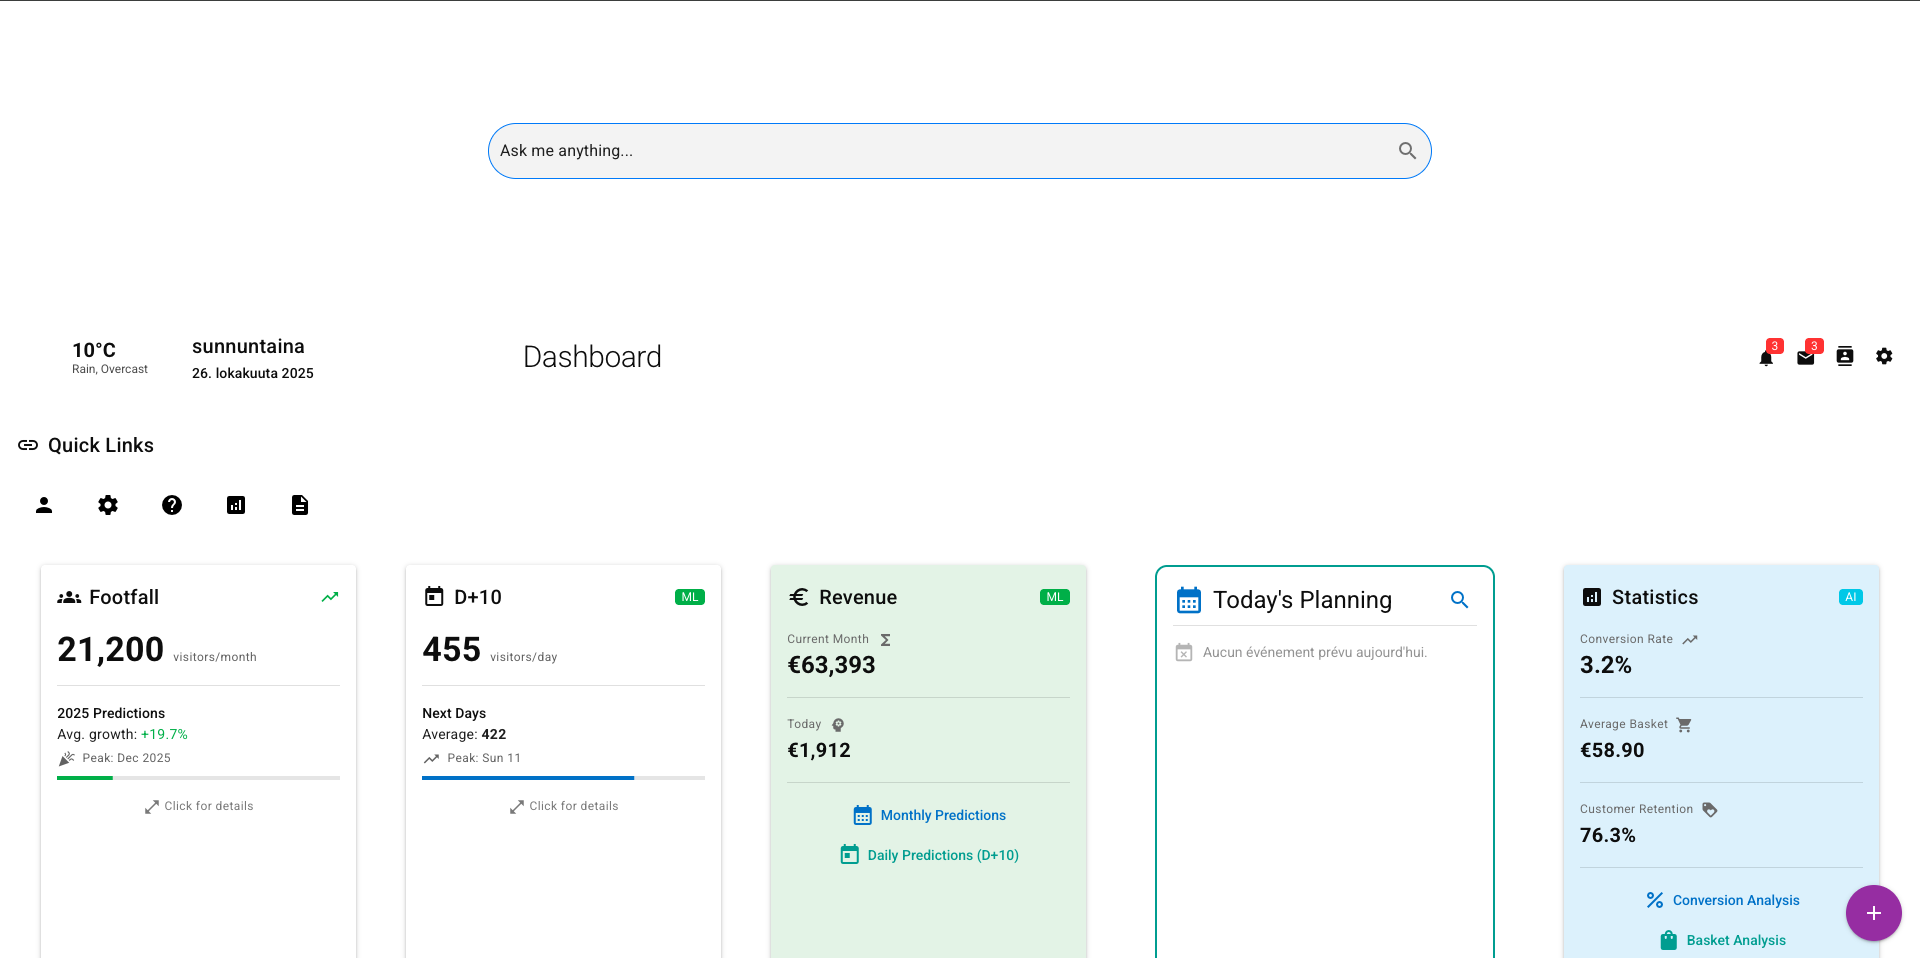 Ask me anything...
10°C
Rain, Overcast
sunnuntaina
26. lokakuuta 2025
Dashboard
3
3
Quick Links
Footfall
21,200 visitors/month
2025 Predictions
Avg. growth: +19.7%
Peak: Dec 2025
Click for details
D+10
ML
455 visitors/day
Next Days
Average: 422
Peak: Sun 11
Click for details
Revenue
ML
Current Month
€63,393
Today
€1,912
Monthly Predictions
Daily Predictions (D+10)
Today's Planning
Aucun événement prévu aujourd'hui.
Statistics
AI
Conversion Rate
3.2%
Average Basket
€58.90
Customer Retention
76.3%
Conversion Analysis
Basket Analysis